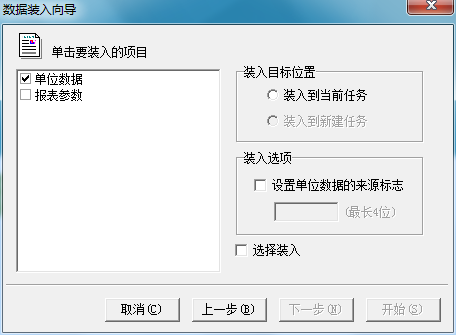 数据装入向导
单击要装入的项目
单位数据
报表参数
装入目标位置
装入到当前任务
装入到新建任务
装入选项
设置单位数据的来源标志
(最长4位)
选择装入
取消(C)
上一步(B)
下一步(N)
开始(S)